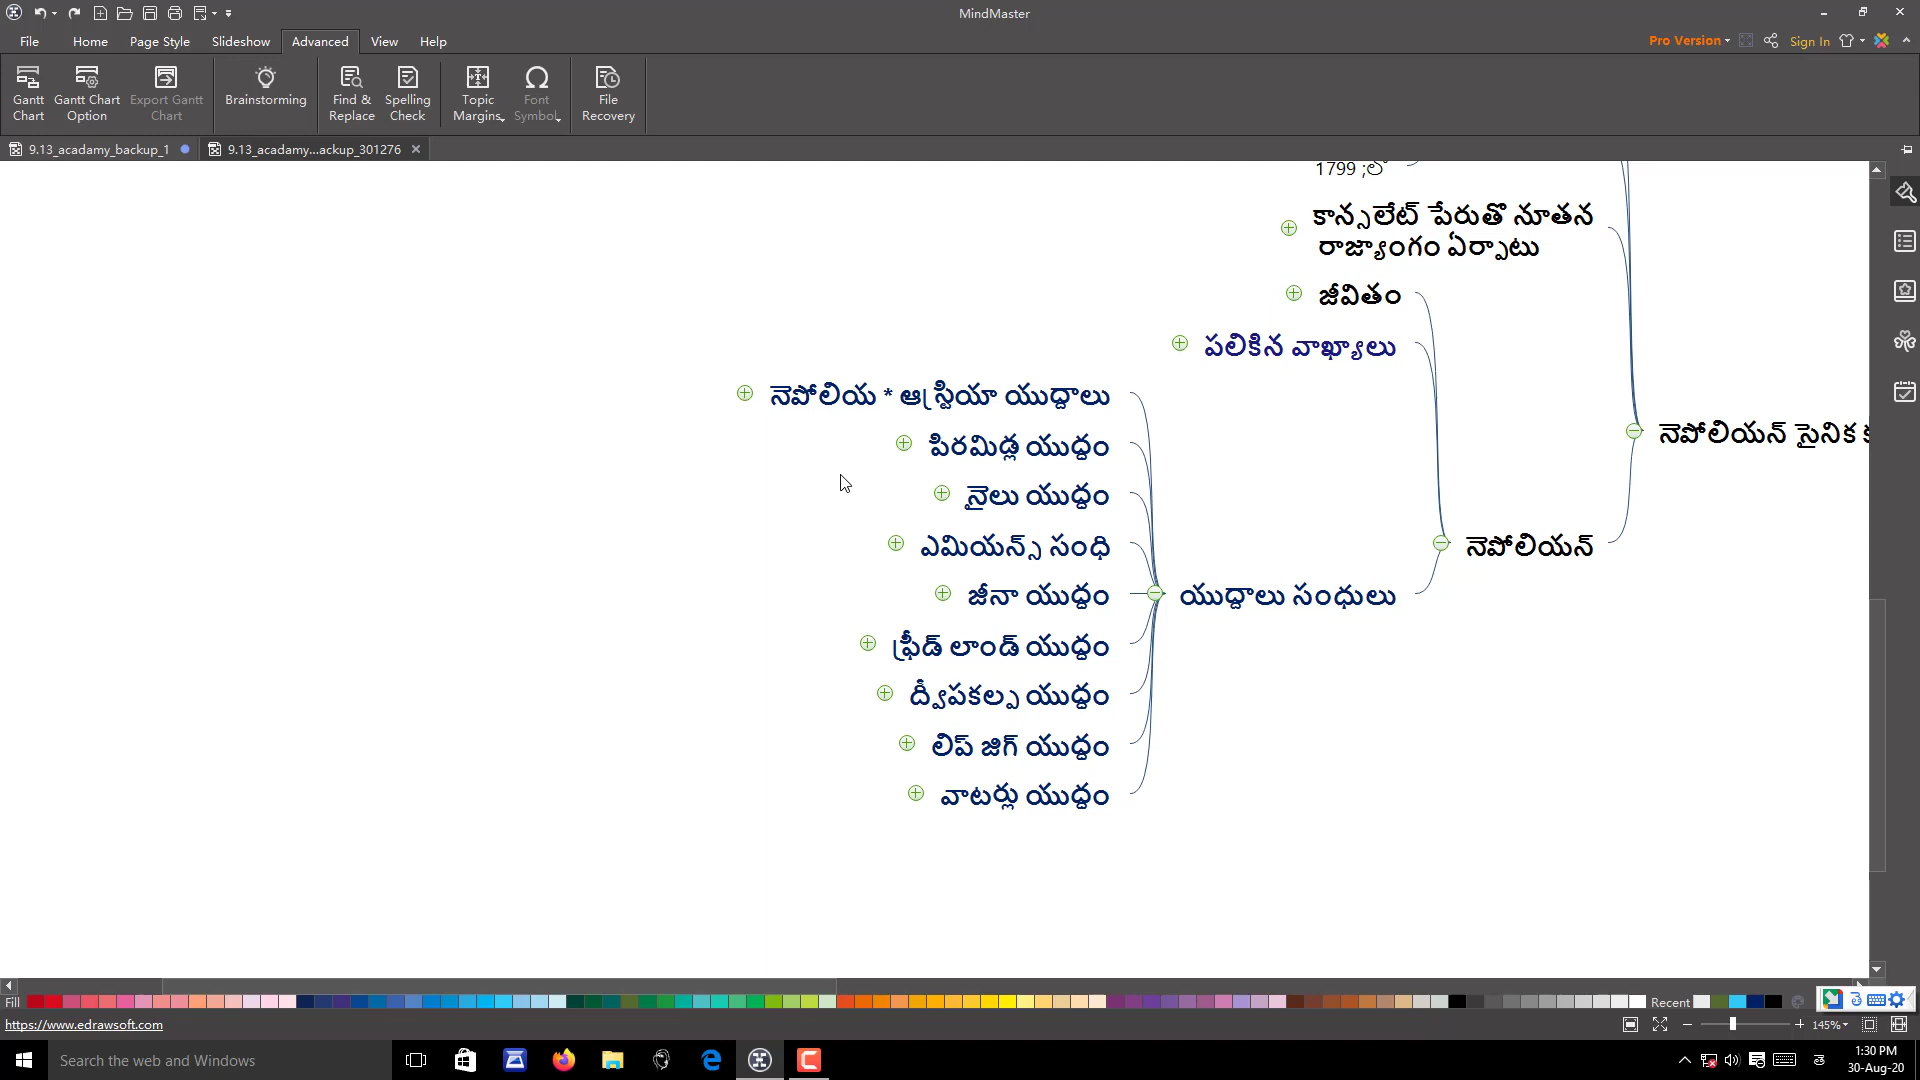 MindMaster
File Home Page Style Slideshow Advanced View Help
Pro Version Sign In
Gantt Chart
Gantt Chart Option
Export Gantt Chart
Brainstorming
Find & Replace
Spelling Check
Topic Margins
Font Symbol
File Recovery
9.13_acadamy_backup_1
9.13_acadamy...ackup_301276
1799 ;లో
కాన్సలేట్ పేరుతొ నూతన
రాజ్యాంగం ఏర్పాటు
జీవితం
పలికిన వాఖ్యాలు
నెపోలియ * ఆస్ట్రియా యుద్దాలు
పిరమిడ్ల యుద్ధం
నైలు యుద్ధం
ఎమియన్స్ సంధి
జీనా యుద్ధం
ఫ్రీడ్ లాండ్ యుద్ధం
ద్వీపకల్ప యుద్ధం
లిప్ జిగ్ యుద్ధం
వాటర్లు యుద్ధం
యుద్దాలు సంధులు
నెపోలియన్
నెపోలియన్ సైనిక
Fill
Recent
https://www.edrawsoft.com
145%
Search the web and Windows
1:30 PM
30-Aug-20